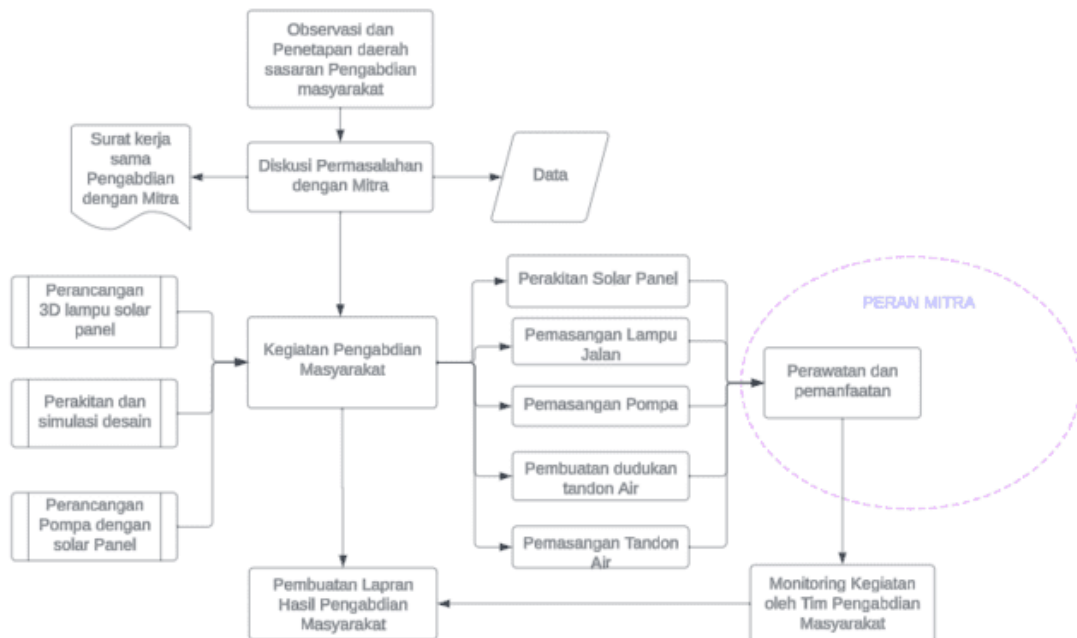 Observasi dan
Penetapan daerah
sasaran Pengabdian
masyarakat
Surat kerja
sama
Pengabdian
dengan Mitra
Diskusi Permasalahan
dengan Mitra
Data
Perancangan
3D lampu solar
panel
Perakitan dan
simulasi desain
Perancangan
Pompa dengan
solar Panel
Kegiatan Pengabdian
Masyarakat
Perakitan Solar Panel
Pemasangan Lampu
Jalan
Pemasangan Pompa
Pembuatan dudukan
tandon Air
Pemasangan Tandon
Air
PERAN MITRA
Perawatan dan
pemanfaatan
Pembuatan Lapran
Hasil Pengabdian
Masyarakat
Monitoring Kegiatan
oleh Tim Pengabdian
Masyarakat